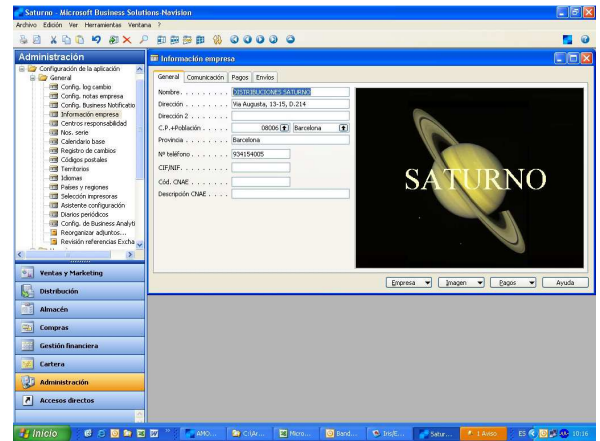 Saturno - Microsoft Business Solutions-Navision
Archivo Edición Ver Herramientas Ventana ?
Administración
Configuración de la aplicación
General
Config. log cambio
Config. notas empresa
Config. Business Notificatio
Información empresa
Centros responsabilidad
Nos. serie
Calendario base
Registro de cambios
Códigos postales
Territorios
Idiomas
Países y regiones
Selección impresoras
Asistente configuración
Diarios periódicos
Config. de Business Analyti
Reorganizar adjuntos...
Revisión referencias Excha
Ventas y Marketing
Distribución
Almacén
Compras
Gestión financiera
Cartera
Administración
Accesos directos
Información empresa
General Comunicación Pagos Envíos
Nombre. . . . . . . . . DISTRIBUCIONES SATURNO
Dirección . . . . . . . . Via Augusta, 13-15, D.214
Dirección 2 . . . . . . .
C.P.+Población . . . . . 08006 Barcelona
Provincia . . . . . . . . Barcelona
Nº teléfono . . . . . . . 934154005
CIF/NIF. . . . . . . . .
Cód. CNAE . . . . . . .
Descripción CNAE . . . .
SATURNO
Empresa Imagen Pagos Ayuda
Inicio AMO... C:\Ar... Micro... Band... Iris/E... Satur... 1 Aviso ES 10:16